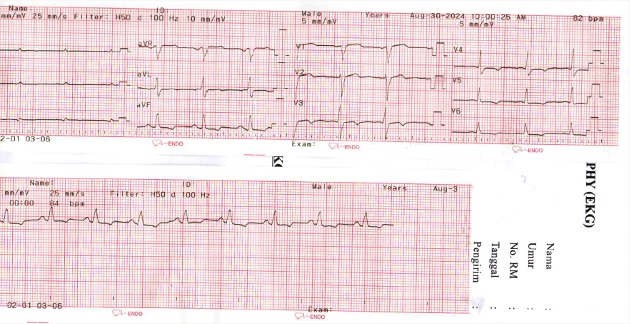 Name: ID: Male Years Aug-30-2024 10:00:25 AM 82 bpm
mm/mV 25 mm/s Filter: H50 d 100 Hz 10 mm/mV 5 mm/mV 5 mm/mV
aVR V1 V4
aVL V2 V5
aVF V3 V6
2-01 03-06 Exam:
ENDO ENDO ENDO
Name: ID: Male Years Aug-3
mm/mV 25 mm/s Filter: H50 d 100 Hz
00:00 84 bpm
02-01 03-06 Exam:
ENDO ENDO
PHY (EKG)
Nama :
Umur :
No. RM :
Tanggal :
Pengirim :